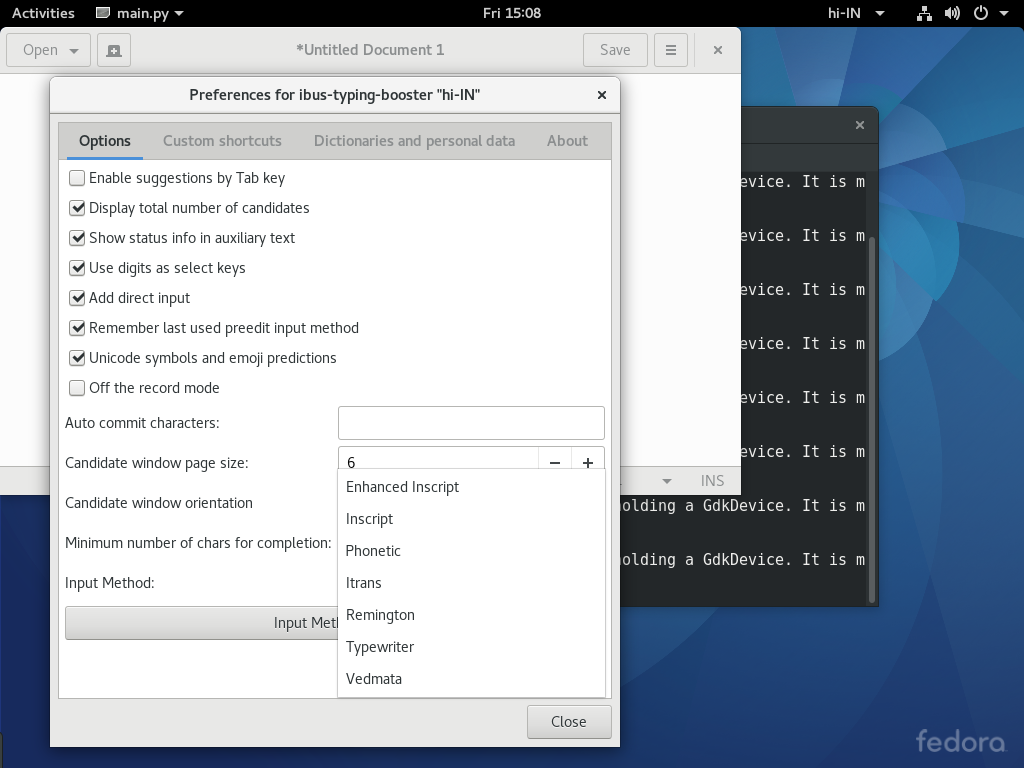 Activities main.py Fri 15:08 hi-IN
Open *Untitled Document 1 Save
Preferences for ibus-typing-booster "hi-IN"
Options Custom shortcuts Dictionaries and personal data About
Enable suggestions by Tab key
Display total number of candidates
Show status info in auxiliary text
Use digits as select keys
Add direct input
Remember last used preedit input method
Unicode symbols and emoji predictions
Off the record mode
Auto commit characters:
Candidate window page size: 6
Candidate window orientation
Minimum number of chars for completion:
Input Method:
Input
Enhanced Inscript
Inscript
Phonetic
Itrans
Remington
Typewriter
Vedmata
Close
INS
evice. It is m
evice. It is m
evice. It is m
evice. It is m
evice. It is m
evice. It is m
olding a GdkDevice. It is m
olding a GdkDevice. It is m
fedora